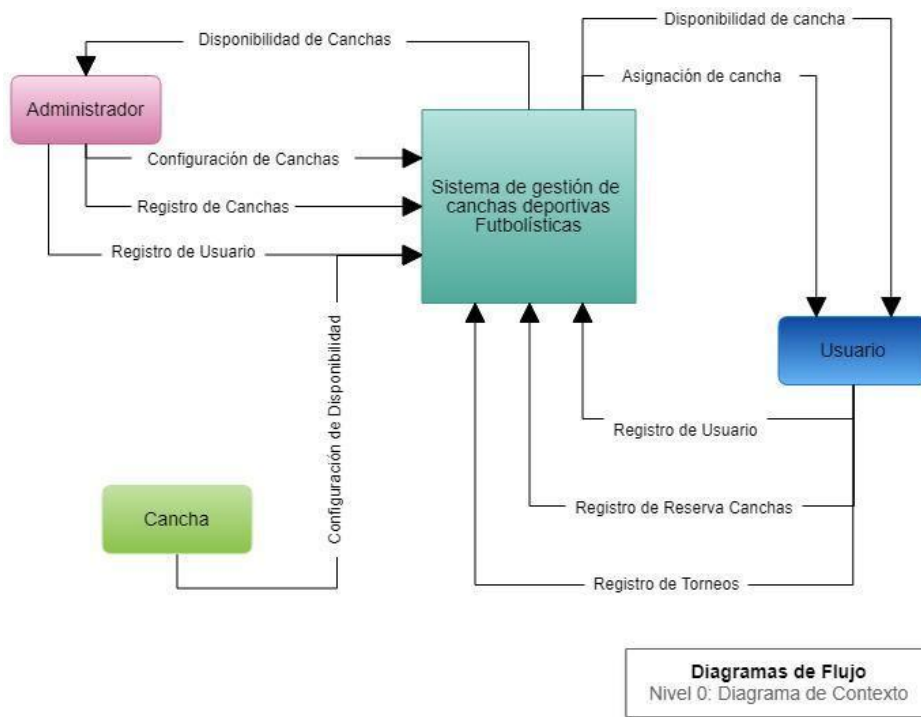 Disponibilidad de cancha
Disponibilidad de Canchas
Asignación de cancha
Administrador
Configuración de Canchas
Sistema de gestión de
canchas deportivas
Futbolísticas
Registro de Canchas
Registro de Usuario
Usuario
Configuración de Disponibilidad
Registro de Usuario
Registro de Reserva Canchas
Cancha
Registro de Torneos
Diagramas de Flujo
Nivel 0: Diagrama de Contexto